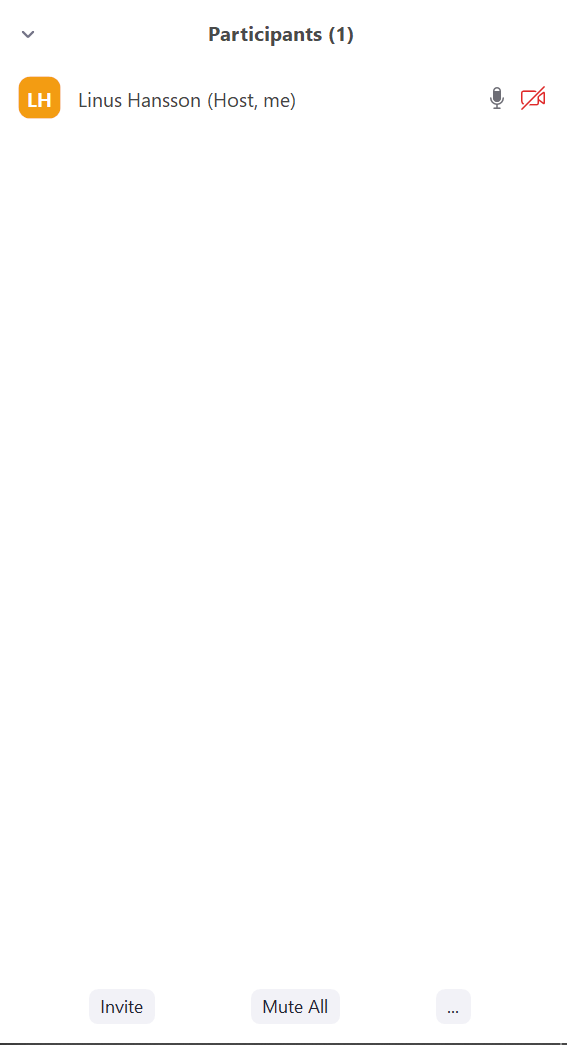 Participants (1)
LH Linus Hansson (Host, me)
Invite Mute All ...